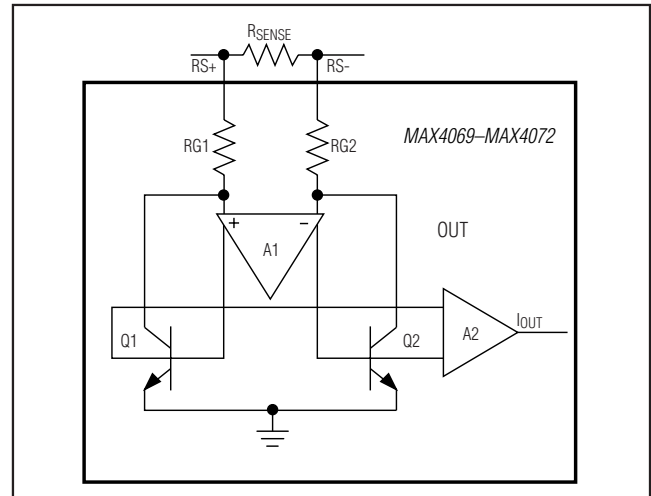 RSENSE
RS+ RS-
MAX4069–MAX4072
RG1 RG2
OUT
+ −
A1
IOUT
A2
Q1 Q2